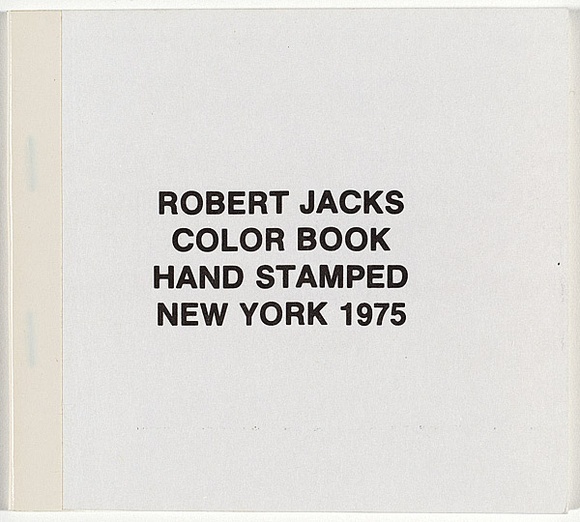 ROBERT JACKS
COLOR BOOK
HAND STAMPED
NEW YORK 1975